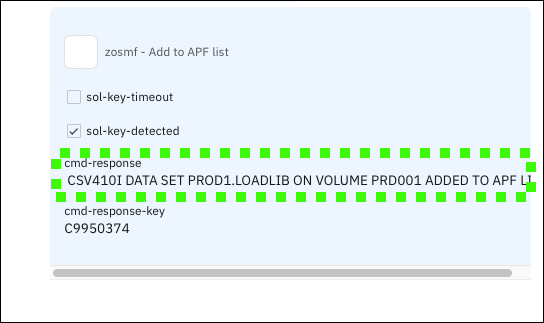 zosmf - Add to APF list
sol-key-timeout
sol-key-detected
cmd-response
CSV410I DATA SET PROD1.LOADLIB ON VOLUME PRD001 ADDED TO APF
cmd-response-key
C9950374